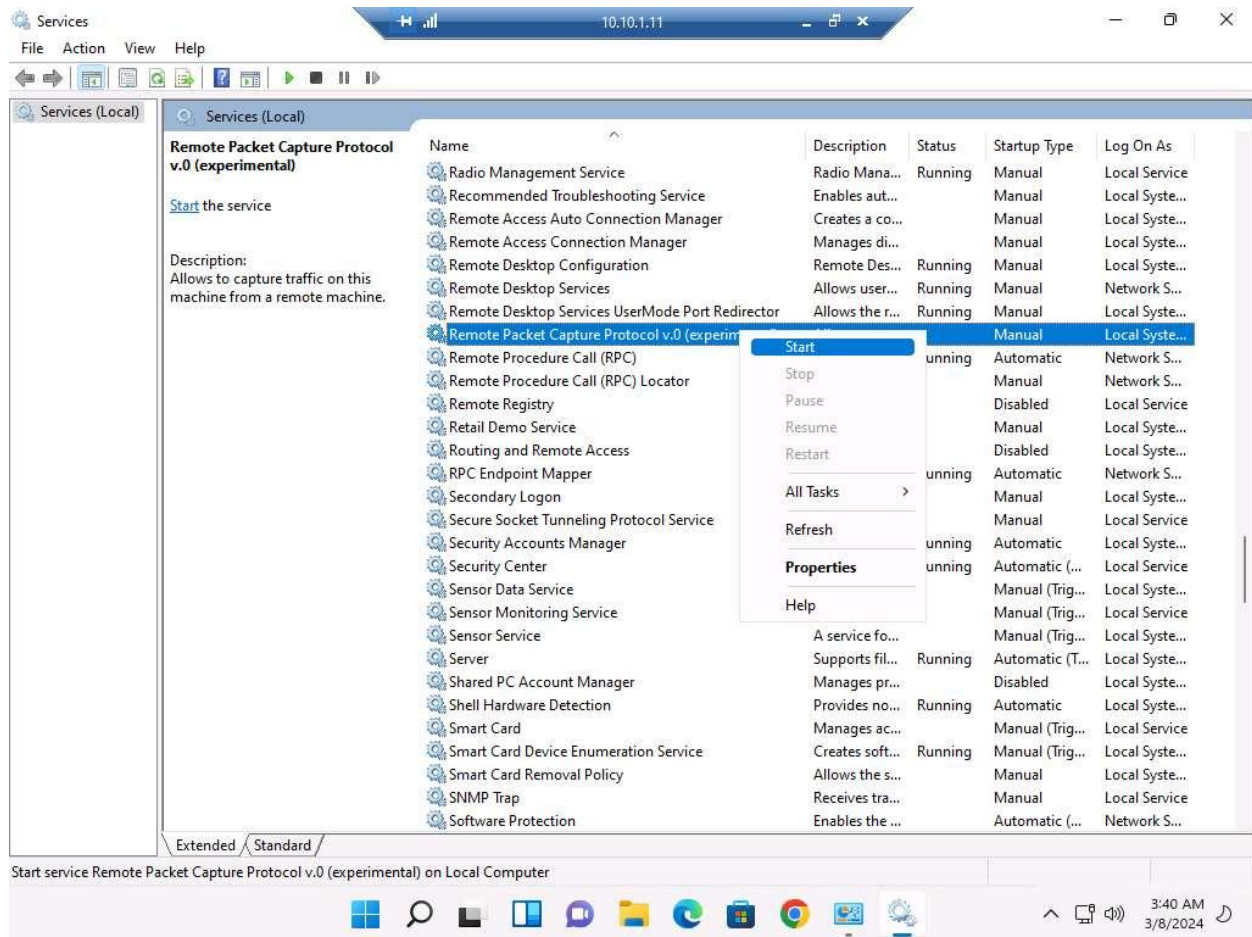 Services
10.10.1.11
File Action View Help
Services (Local)
Services (Local)
Remote Packet Capture Protocol v.0 (experimental)
Start the service
Description:
Allows to capture traffic on this machine from a remote machine.
Name Description Status Startup Type Log On As
Radio Management Service Radio Mana... Running Manual Local Service
Recommended Troubleshooting Service Enables aut... Manual Local Syste...
Remote Access Auto Connection Manager Creates a co... Manual Local Syste...
Remote Access Connection Manager Manages di... Manual Local Syste...
Remote Desktop Configuration Remote Des... Running Manual Local Syste...
Remote Desktop Services Allows user... Running Manual Network S...
Remote Desktop Services UserMode Port Redirector Allows the r... Running Manual Local Syste...
Remote Packet Capture Protocol v.0 (experim Manual Local Syste...
Remote Procedure Call (RPC) unning Automatic Network S...
Remote Procedure Call (RPC) Locator Manual Network S...
Remote Registry Disabled Local Service
Retail Demo Service Manual Local Syste...
Routing and Remote Access Disabled Local Syste...
RPC Endpoint Mapper unning Automatic Network S...
Secondary Logon Manual Local Syste...
Secure Socket Tunneling Protocol Service Manual Local Service
Security Accounts Manager unning Automatic Local Syste...
Security Center unning Automatic (... Local Service
Sensor Data Service Manual (Trig... Local Syste...
Sensor Monitoring Service Manual (Trig... Local Service
Sensor Service A service fo... Manual (Trig... Local Syste...
Server Supports fil... Running Automatic (T... Local Syste...
Shared PC Account Manager Manages pr... Disabled Local Syste...
Shell Hardware Detection Provides no... Running Automatic Local Syste...
Smart Card Manages ac... Manual (Trig... Local Service
Smart Card Device Enumeration Service Creates soft... Running Manual (Trig... Local Syste...
Smart Card Removal Policy Allows the s... Manual Local Syste...
SNMP Trap Receives tra... Manual Local Service
Software Protection Enables the ... Automatic (... Network S...
Start
Stop
Pause
Resume
Restart
All Tasks
Refresh
Properties
Help
Extended Standard
Start service Remote Packet Capture Protocol v.0 (experimental) on Local Computer
3:40 AM
3/8/2024